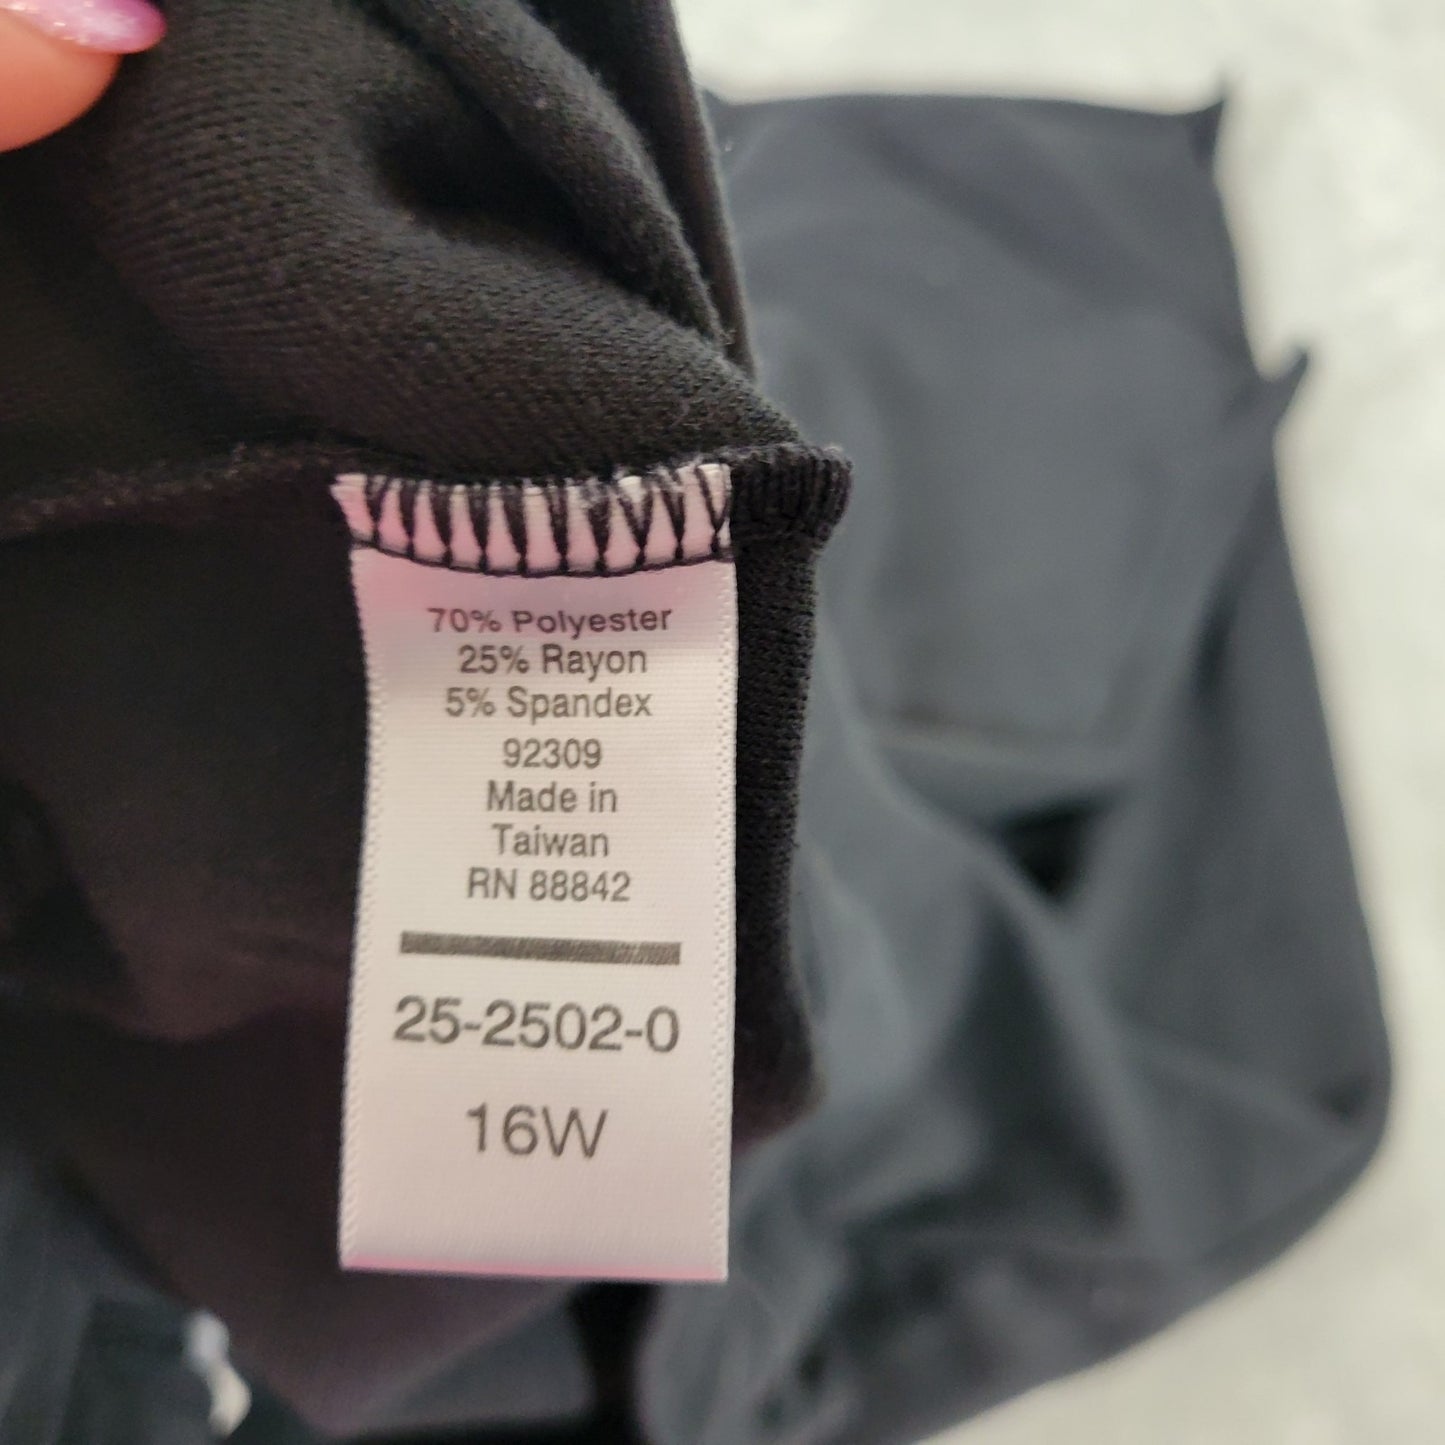 70% Polyester
25% Rayon
5% Spandex
92309
Made in
Taiwan
RN 88842
25-2502-0
16W